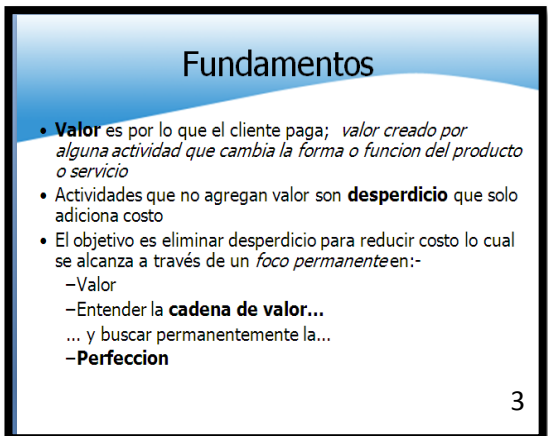 Fundamentos
• Valor es por lo que el cliente paga; valor creado por
alguna actividad que cambia la forma o funcion del producto
o servicio
• Actividades que no agregan valor son desperdicio que solo
adiciona costo
• El objetivo es eliminar desperdicio para reducir costo lo cual
se alcanza a través de un foco permanente en:-
–Valor
–Entender la cadena de valor...
... y buscar permanentemente la...
–Perfeccion
3